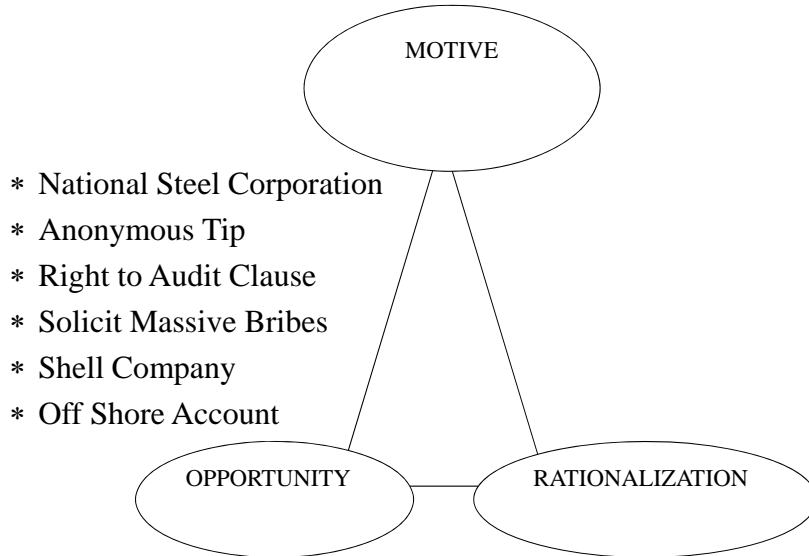 MOTIVE
* National Steel Corporation
* Anonymous Tip
* Right to Audit Clause
* Solicit Massive Bribes
* Shell Company
* Off Shore Account
OPPORTUNITY
RATIONALIZATION